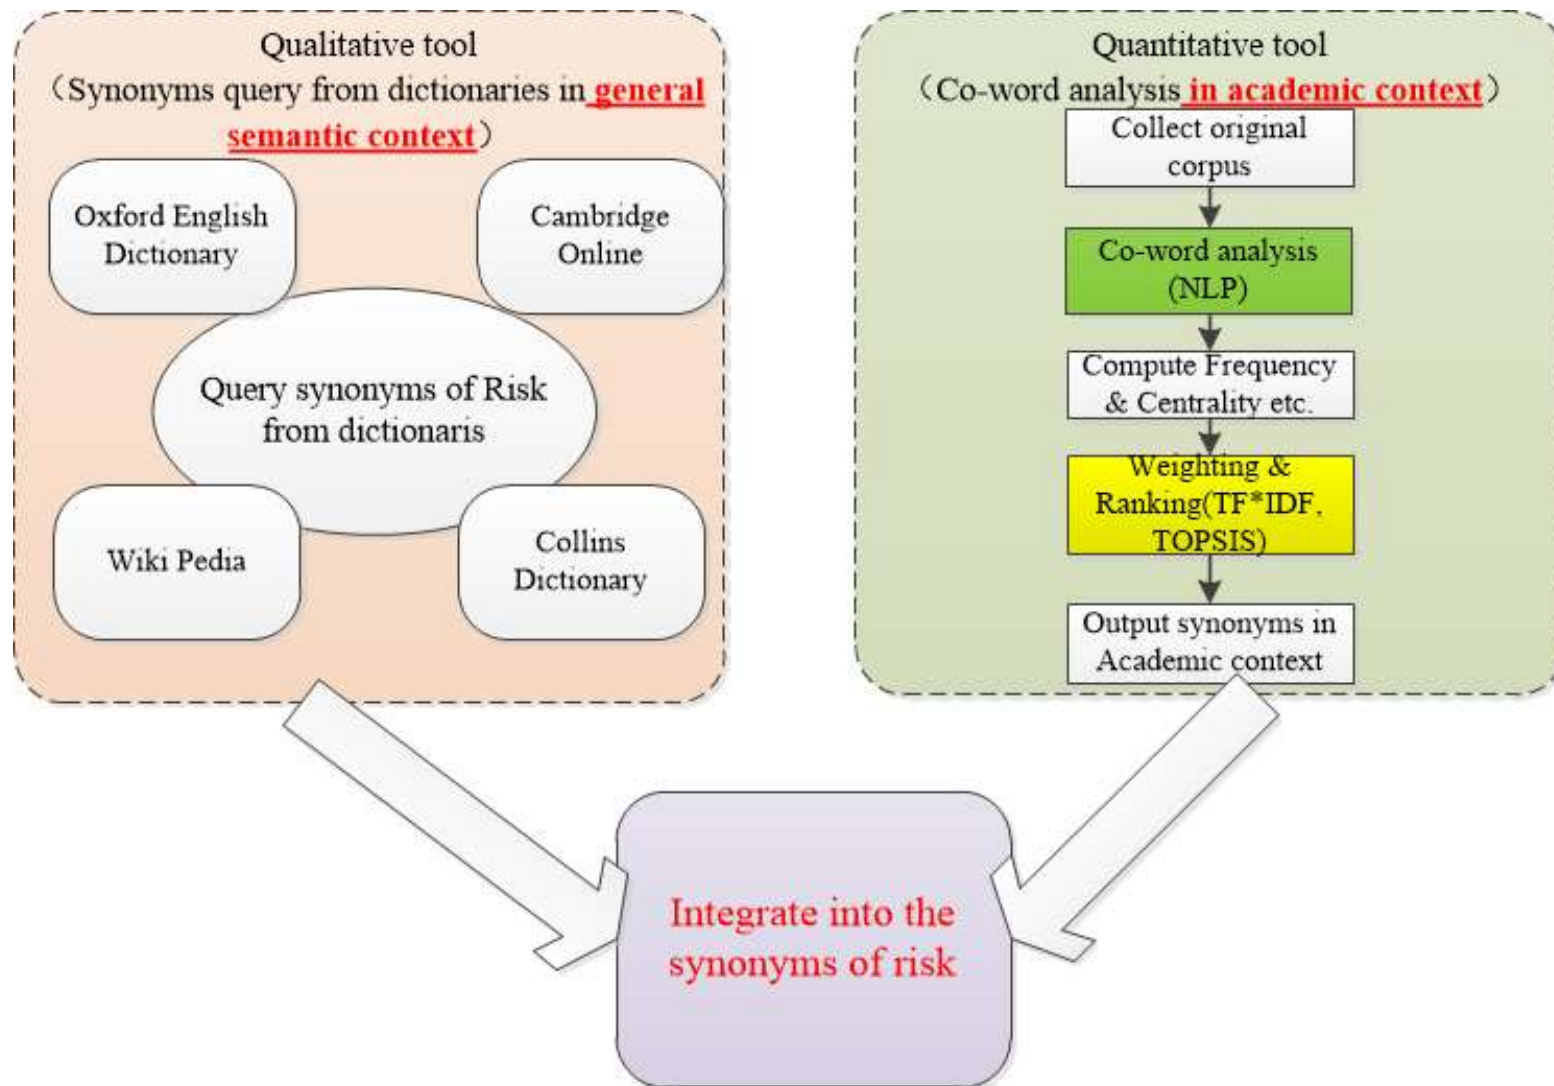 Qualitative tool
（Synonyms query from dictionaries in general
semantic context）
Oxford English
Dictionary
Cambridge
Online
Query synonyms of Risk
from dictionaris
Wiki Pedia
Collins
Dictionary
Quantitative tool
（Co-word analysis in academic context）
Collect original
corpus
Co-word analysis
(NLP)
Compute Frequency
& Centrality etc.
Weighting &
Ranking(TF*IDF,
TOPSIS)
Output synonyms in
Academic context
Integrate into the
synonyms of risk